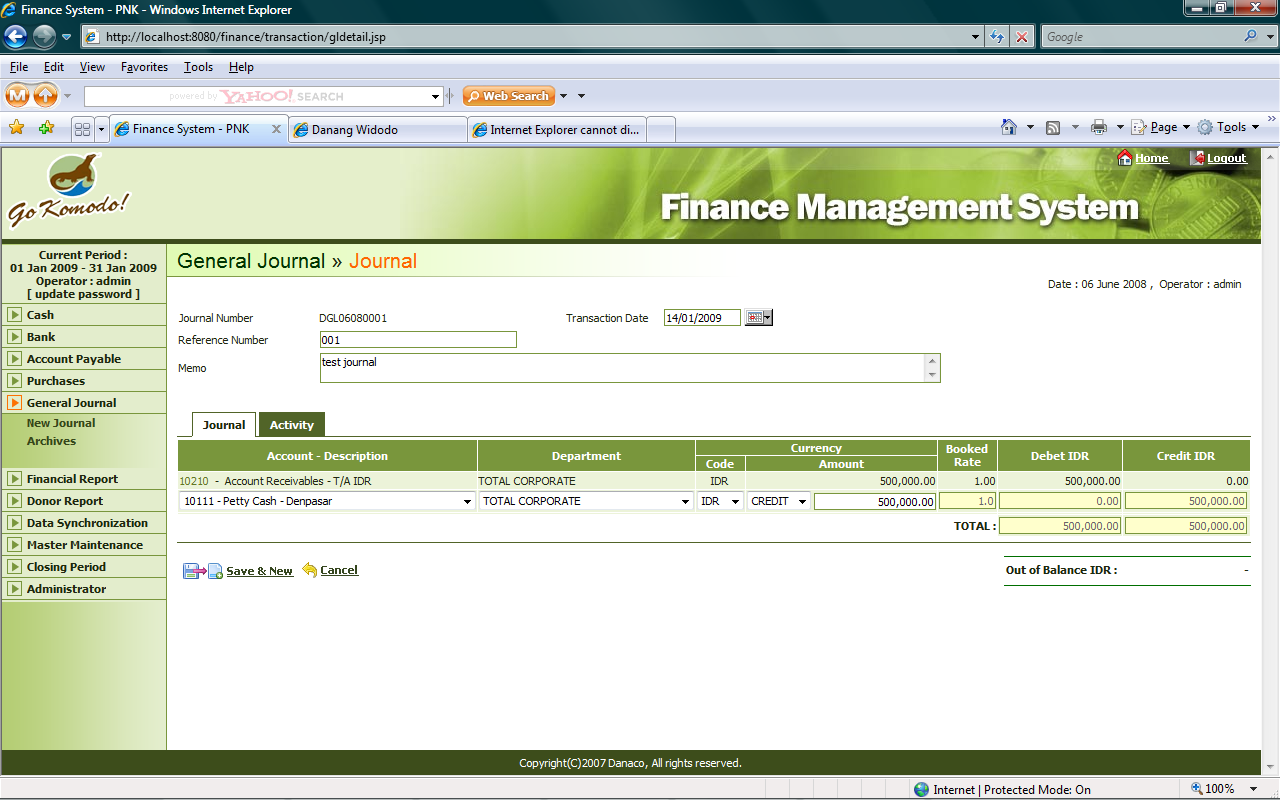 Finance System - PNK - Windows Internet Explorer
http://localhost:8080/finance/transaction/gldetail.jsp
Google
File Edit View Favorites Tools Help
M powered by YAHOO! SEARCH Web Search
Finance System - PNK X Danang Widodo Internet Explorer cannot di... Page Tools
Go Komodo!
Home Logout
Finance Management System
Current Period :
01 Jan 2009 - 31 Jan 2009
Operator : admin
[ update password ]
Cash
Bank
Account Payable
Purchases
General Journal
New Journal
Archives
Financial Report
Donor Report
Data Synchronization
Master Maintenance
Closing Period
Administrator
General Journal » Journal
Date : 06 June 2008 , Operator : admin
Journal Number DGL06080001 Transaction Date 14/01/2009
Reference Number 001
Memo test journal
Journal Activity
Account - Description Department Currency Booked Rate Debet IDR Credit IDR
Code Amount
10210 - Account Receivables - T/A IDR TOTAL CORPORATE IDR 500,000.00 1.00 500,000.00 0.00
10111 - Petty Cash - Denpasar TOTAL CORPORATE IDR CREDIT 500,000.00 1.0 0.00 500,000.00
TOTAL : 500,000.00 500,000.00
Save & New Cancel
Out of Balance IDR : -
Copyright(C)2007 Danaco, All rights reserved.
Internet | Protected Mode: On 100%